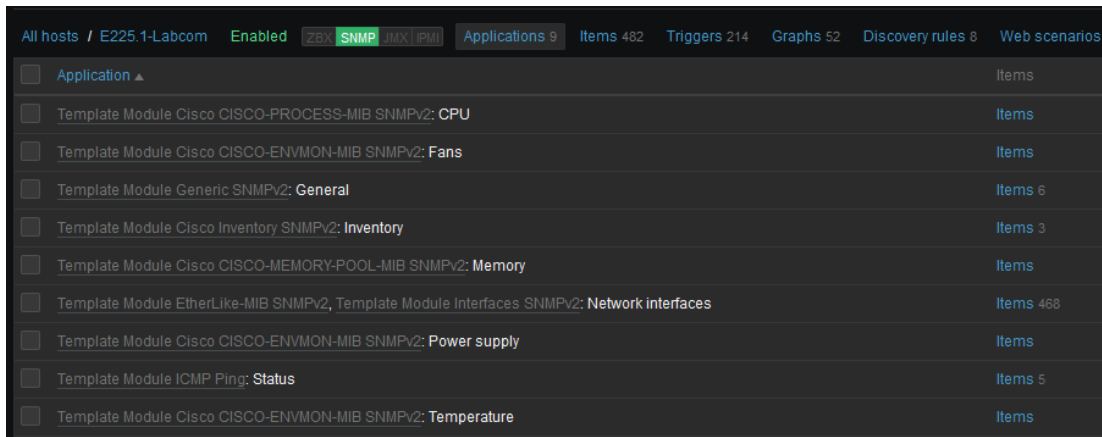 All hosts / E225.1-Labcom Enabled ZBX SNMP JMX IPMI Applications 9 Items 482 Triggers 214 Graphs 52 Discovery rules 8 Web scenarios
Application ▲ Items
Template Module Cisco CISCO-PROCESS-MIB SNMPv2: CPU Items
Template Module Cisco CISCO-ENVMON-MIB SNMPv2: Fans Items
Template Module Generic SNMPv2: General Items 6
Template Module Cisco Inventory SNMPv2: Inventory Items 3
Template Module Cisco CISCO-MEMORY-POOL-MIB SNMPv2: Memory Items
Template Module EtherLike-MIB SNMPv2, Template Module Interfaces SNMPv2: Network interfaces Items 468
Template Module Cisco CISCO-ENVMON-MIB SNMPv2: Power supply Items
Template Module ICMP Ping: Status Items 5
Template Module Cisco CISCO-ENVMON-MIB SNMPv2: Temperature Items